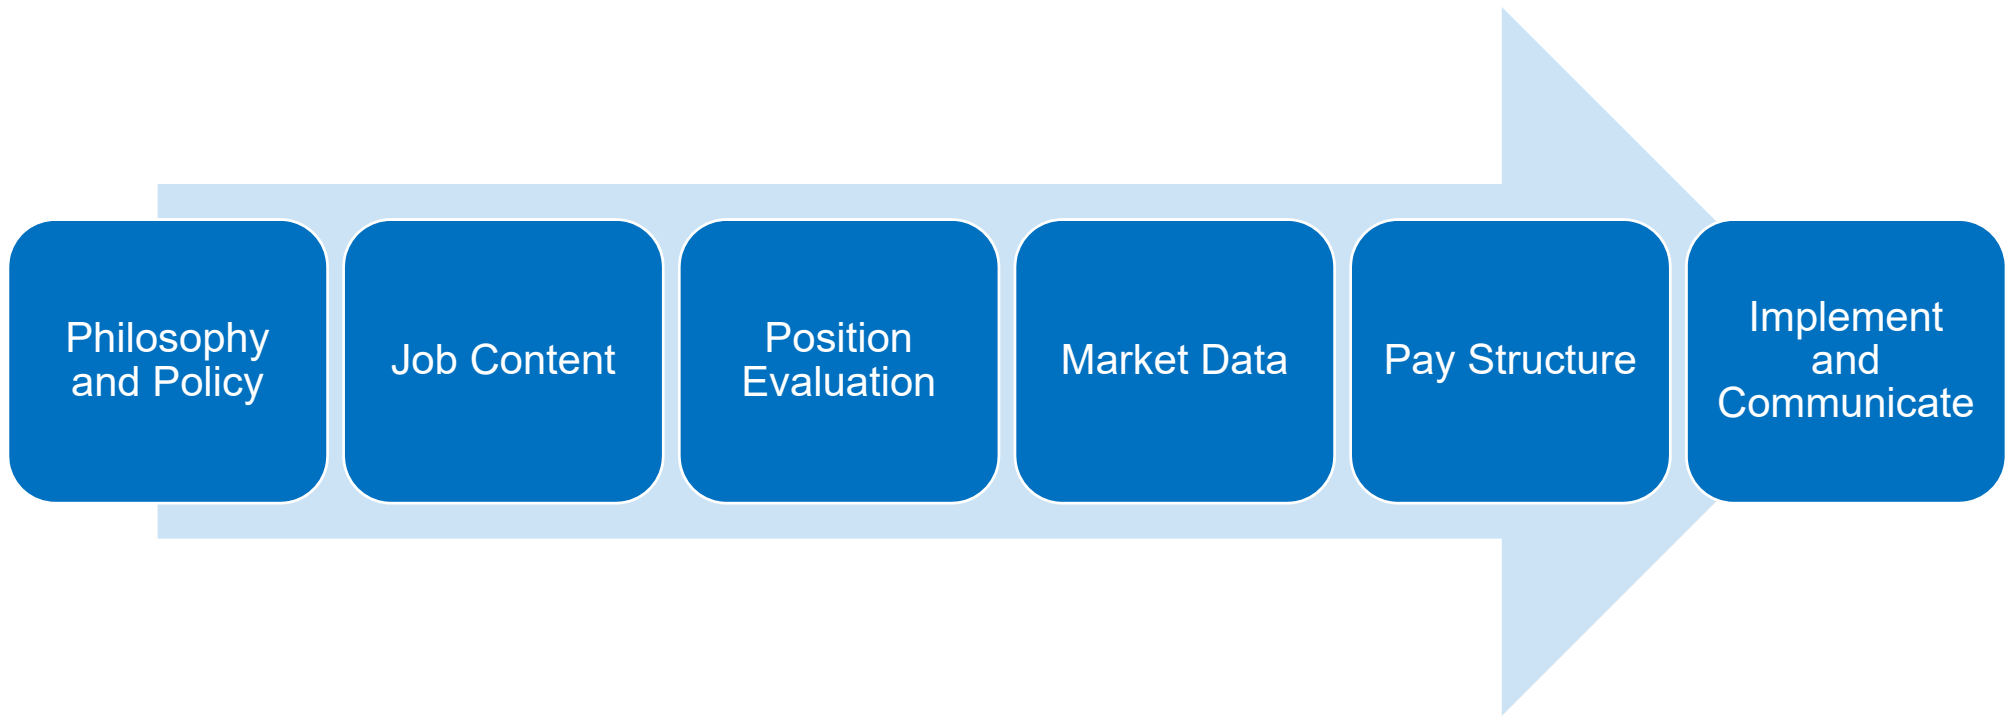 Philosophy
and Policy
Job Content
Position
Evaluation
Market Data
Pay Structure
Implement
and
Communicate